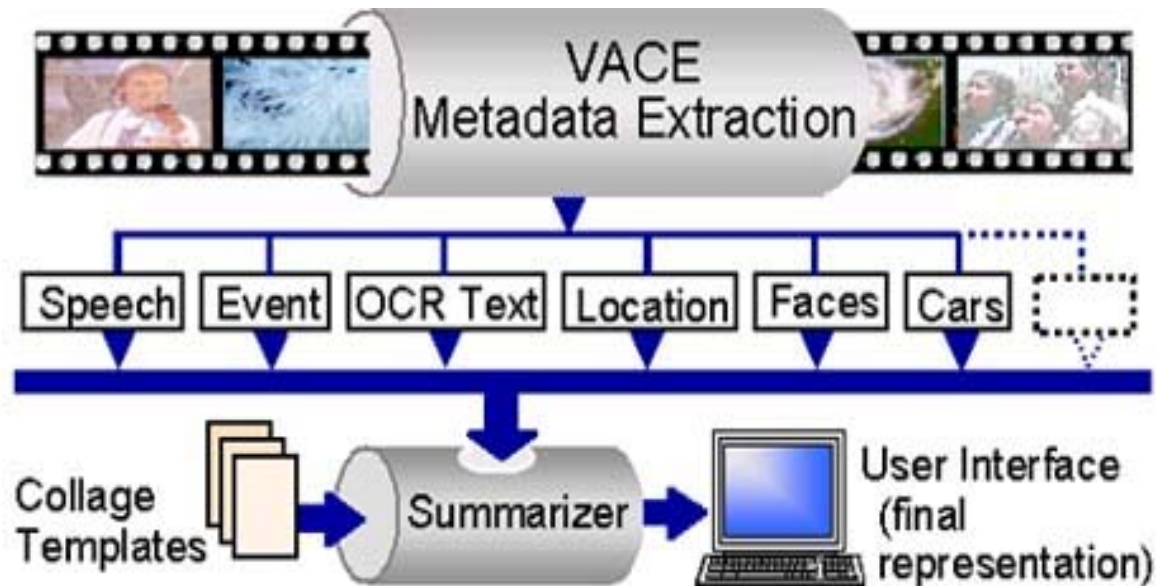 VACE
Metadata Extraction
Speech
Event
OCR Text
Location
Faces
Cars
Collage
Templates
Summarizer
User Interface
(final
representation)